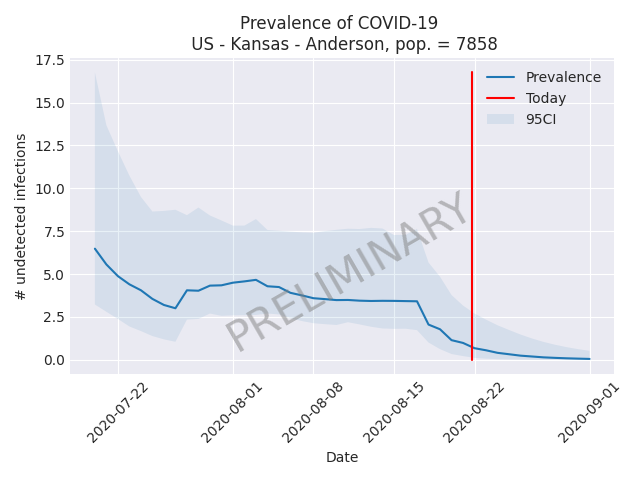 Prevalence of COVID-19
US - Kansas - Anderson, pop. = 7858
17.5
15.0
12.5
10.0
7.5
5.0
2.5
0.0
# undetected infections
Prevalence
Today
95CI
PRELIMINARY
2020-07-22
2020-08-01
2020-08-08
2020-08-15
2020-08-22
2020-09-01
Date